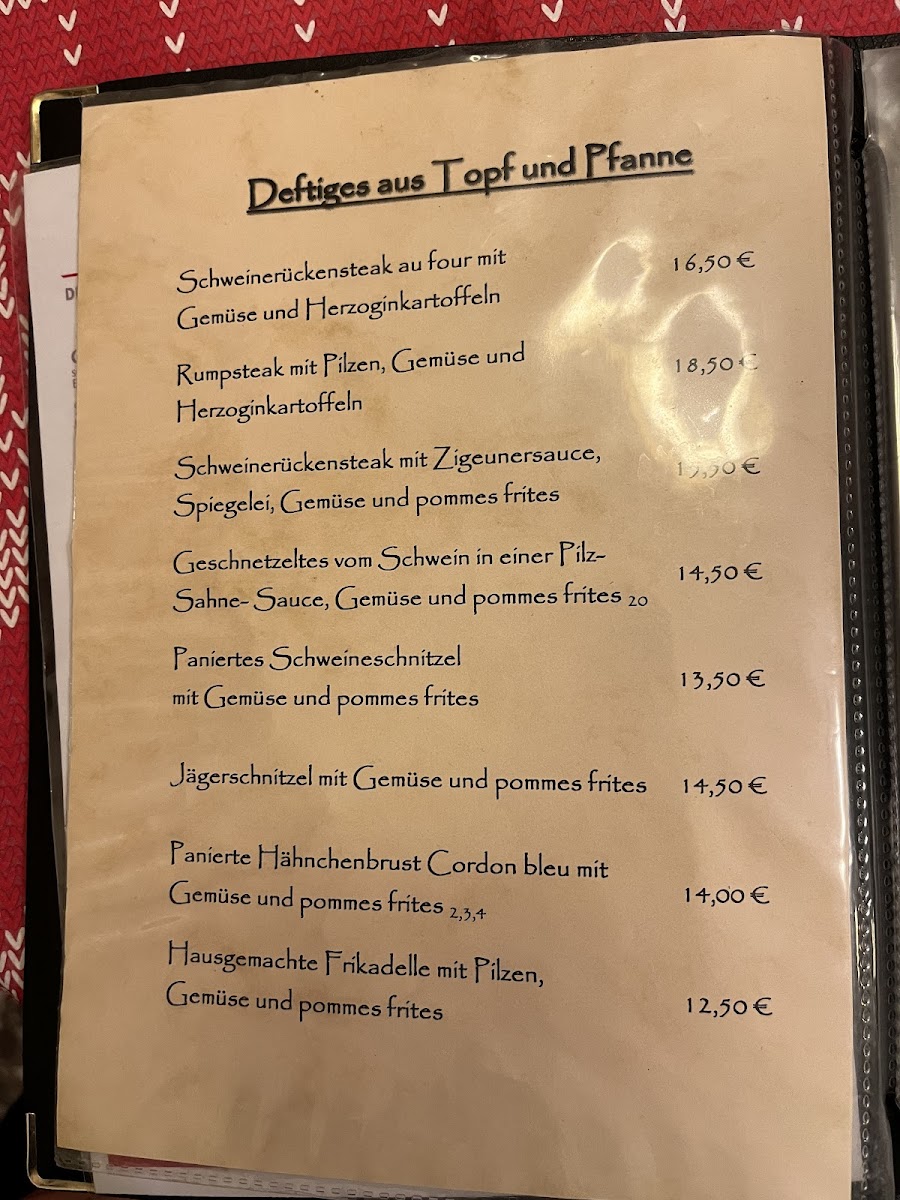 Deftiges aus Topf und Pfanne
Schweinerückensteak au four mit 16,50 €
Gemüse und Herzoginkartoffeln
Rumpsteak mit Pilzen, Gemüse und 18,50 €
Herzoginkartoffeln
Schweinerückensteak mit Zigeunersauce,
Spiegelei, Gemüse und pommes frites
Geschnetzeltes vom Schwein in einer Pilz- 14,50 €
Sahne- Sauce, Gemüse und pommes frites 20
Paniertes Schweineschnitzel 13,50 €
mit Gemüse und pommes frites
Jägerschnitzel mit Gemüse und pommes frites 14,50 €
Panierte Hähnchenbrust Cordon bleu mit 14,00 €
Gemüse und pommes frites 2,3,4
Hausgemachte Frikadelle mit Pilzen,
Gemüse und pommes frites 12,50 €